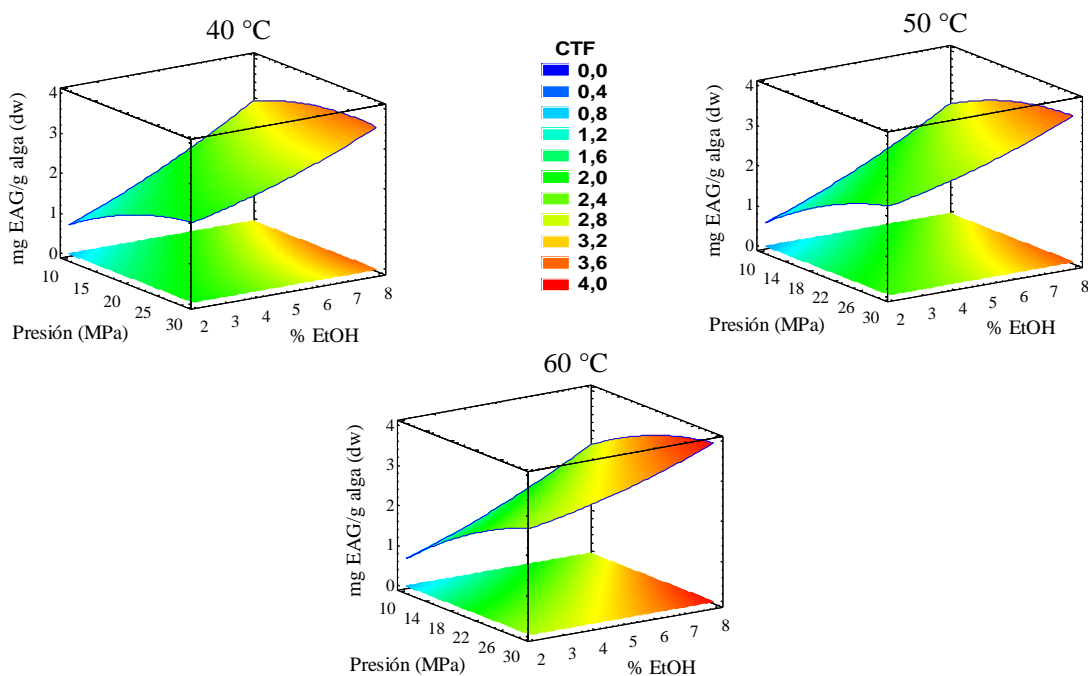 40 °C
mg EAG/g alga (dw)
4
3
2
1
0
10
15
20
25
30
Presión (MPa)
2 3 4 5 6 7 8
% EtOH
CTF
0,0
0,4
0,8
1,2
1,6
2,0
2,4
2,8
3,2
3,6
4,0
50 °C
mg EAG/g alga (dw)
4
3
2
1
0
10
14
18
22
26
30
Presión (MPa)
2 3 4 5 6 7 8
% EtOH
60 °C
mg EAG/g alga (dw)
4
3
2
1
0
10
14
18
22
26
30
Presión (MPa)
2 3 4 5 6 7 8
% EtOH